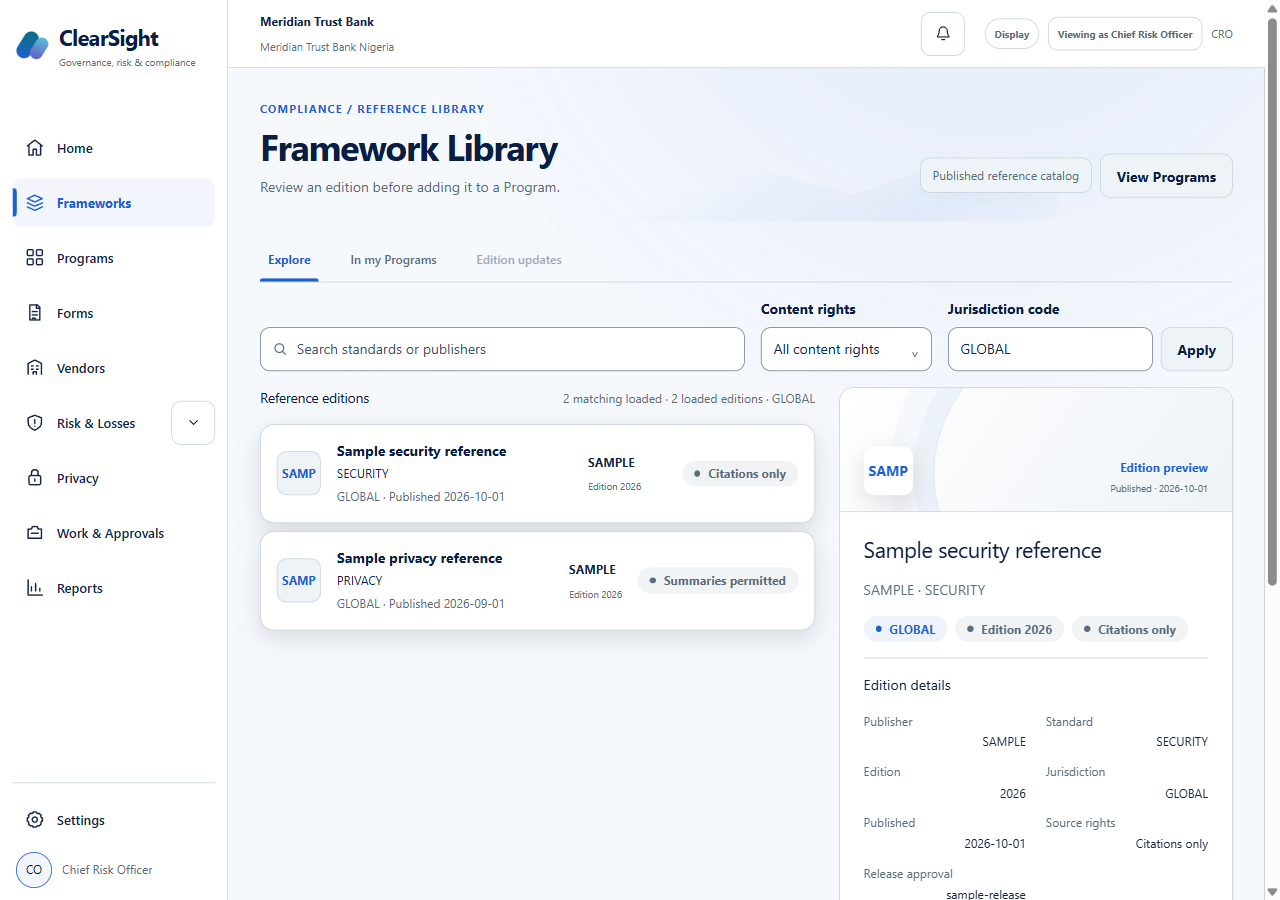 ClearSight
Governance, risk & compliance
Home
Frameworks
Programs
Forms
Vendors
Risk & Losses
Privacy
Work & Approvals
Reports
Settings
CO
Chief Risk Officer
Meridian Trust Bank
Meridian Trust Bank Nigeria
Display
Viewing as Chief Risk Officer
CRO
COMPLIANCE / REFERENCE LIBRARY
Framework Library
Review an edition before adding it to a Program.
Published reference catalog
View Programs
Explore
In my Programs
Edition updates
Search standards or publishers
Content rights
All content rights
Jurisdiction code
GLOBAL
Apply
Reference editions
2 matching loaded · 2 loaded editions · GLOBAL
SAMP
Sample security reference
SECURITY
GLOBAL · Published 2026-10-01
SAMPLE
Edition 2026
Citations only
SAMP
Sample privacy reference
PRIVACY
GLOBAL · Published 2026-09-01
SAMPLE
Edition 2026
Summaries permitted
SAMP
Edition preview
Published · 2026-10-01
Sample security reference
SAMPLE · SECURITY
GLOBAL
Edition 2026
Citations only
Edition details
Publisher
SAMPLE
Standard
SECURITY
Edition
2026
Jurisdiction
GLOBAL
Published
2026-10-01
Source rights
Citations only
Release approval
sample-release